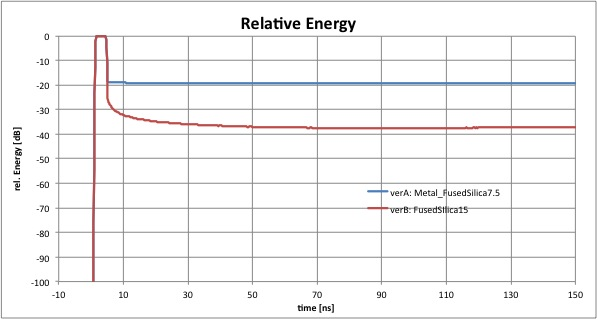 Relative Energy
rel. Energy [dB]
0
-10
-20
-30
-40
-50
-60
-70
-80
-90
-100
verA: Metal_FusedSilica7.5
verB: FusedSIlica15
-10 10 30 50 70 90 110 130 150
time [ns]